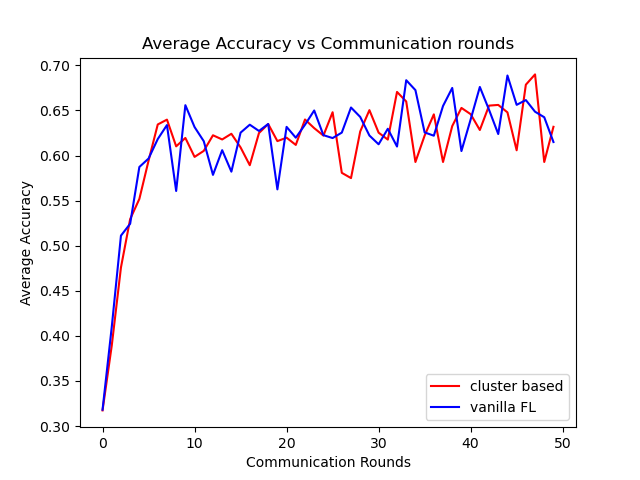 Average Accuracy vs Communication rounds
0.70
0.65
0.60
0.55
0.50
0.45
0.40
0.35
0.30
Average Accuracy
cluster based
vanilla FL
0 10 20 30 40 50
Communication Rounds